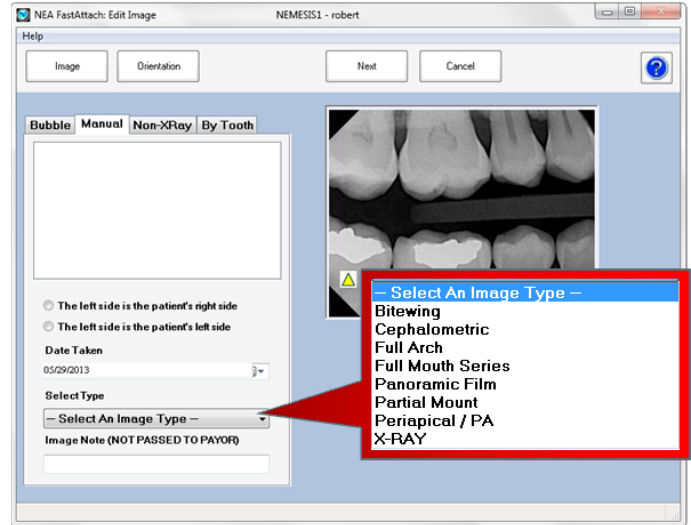 NEA FastAttach: Edit Image NEMESIS1 - robert
Help
Image Orientation Next Cancel ?
Bubble Manual Non-XRay By Tooth
The left side is the patient's right side
The left side is the patient's left side
Date Taken
05/29/2013
Select Type
– Select An Image Type –
Image Note (NOT PASSED TO PAYOR)
– Select An Image Type –
Bitewing
Cephalometric
Full Arch
Full Mouth Series
Panoramic Film
Partial Mount
Periapical / PA
X-RAY